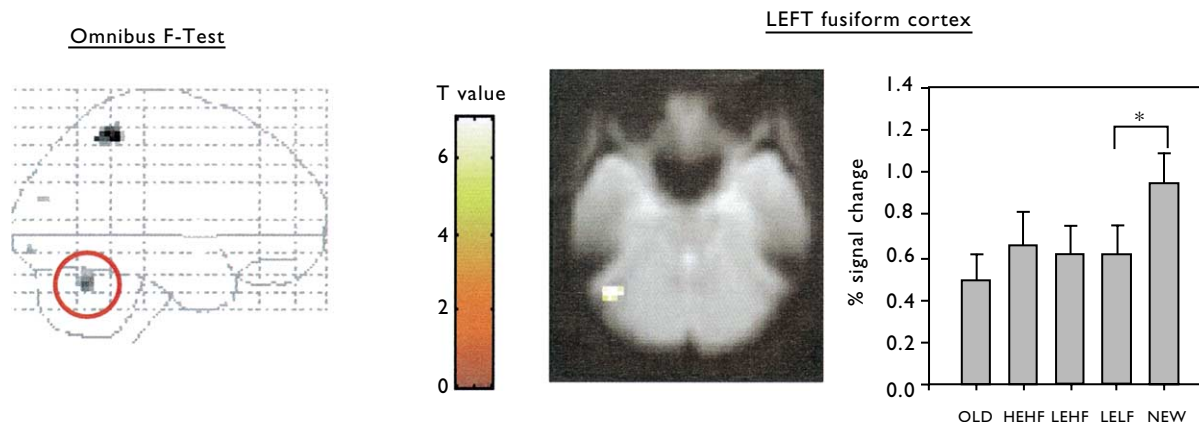 LEFT fusiform cortex
Omnibus F-Test
T value
6
4
2
0
% signal change
1.4
1.2
1.0
0.8
0.6
0.4
0.2
0.0
*
OLD HEHF LEHF LELF NEW